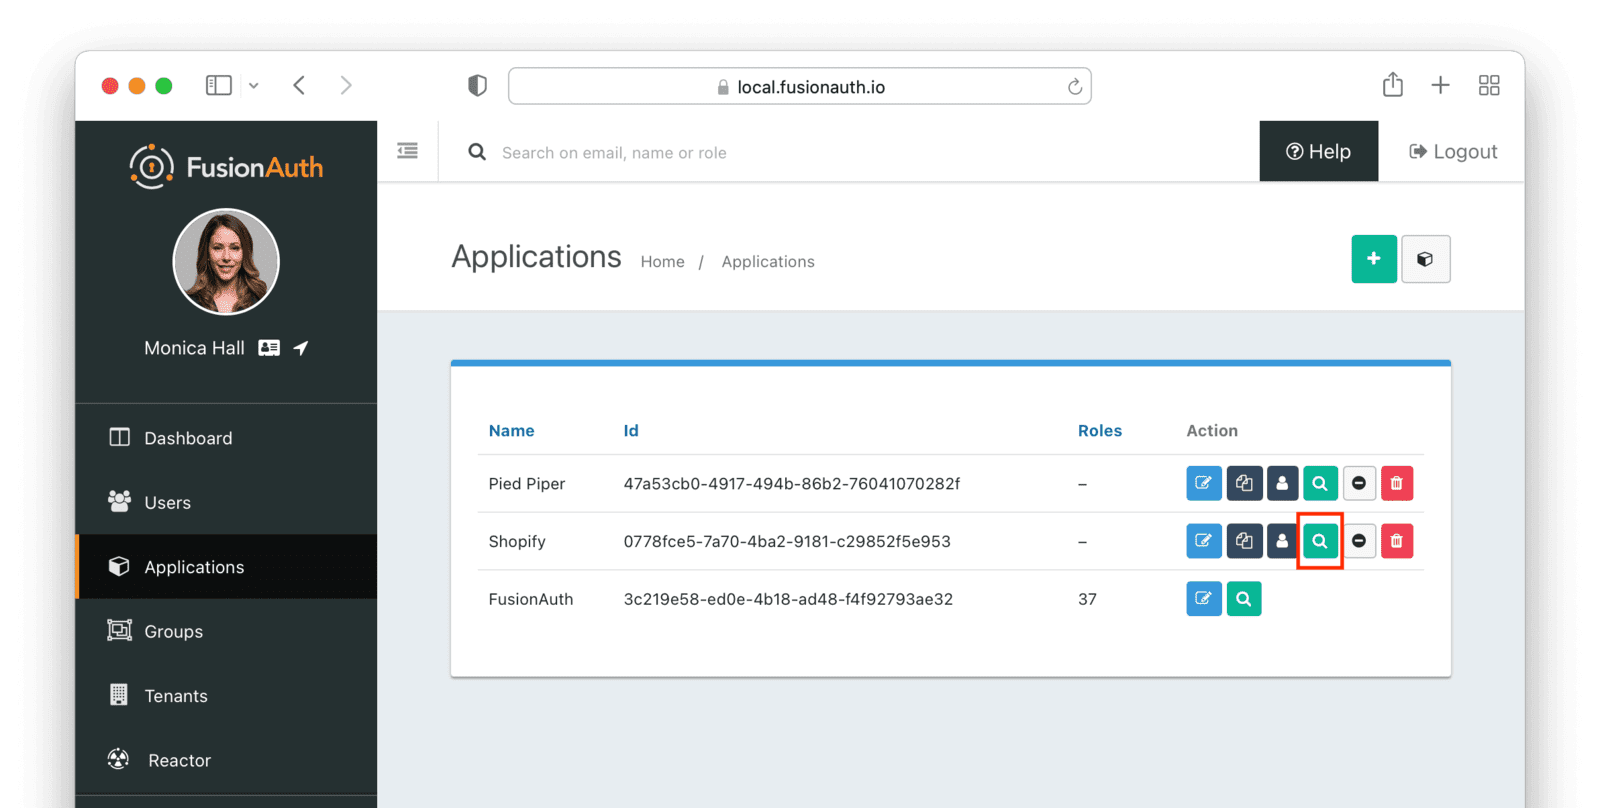 local.fusionauth.io
FusionAuth
Search on email, name or role
Help
Logout
Monica Hall
Applications
Home / Applications
Dashboard
Users
Applications
Groups
Tenants
Reactor
Name Id Roles Action
Pied Piper 47a53cb0-4917-494b-86b2-76041070282f –
Shopify 0778fce5-7a70-4ba2-9181-c29852f5e953 –
FusionAuth 3c219e58-ed0e-4b18-ad48-f4f92793ae32 37